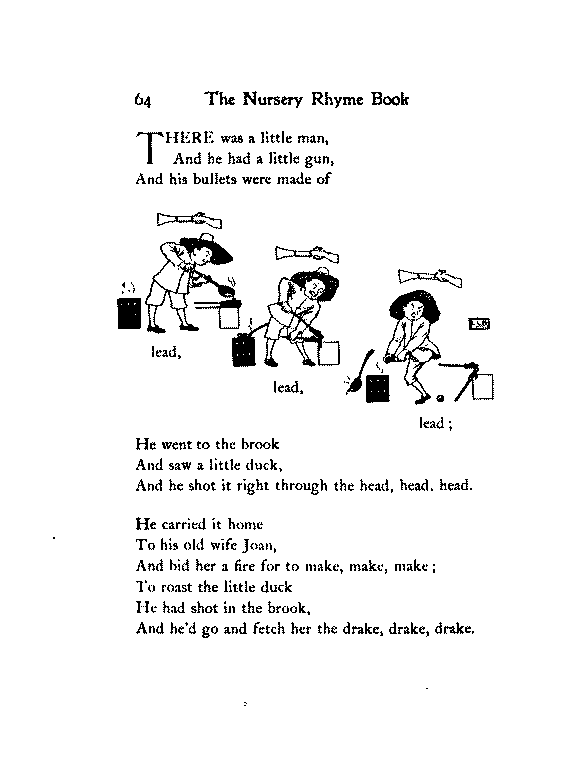 64 The Nursery Rhyme Book
THERE was a little man,
And he had a little gun,
And his bullets were made of
lead,
lead,
lead ;
He went to the brook
And saw a little duck,
And he shot it right through the head, head, head.
He carried it home
To his old wife Joan,
And bid her a fire for to make, make, make ;
To roast the little duck
He had shot in the brook,
And he'd go and fetch her the drake, drake, drake.